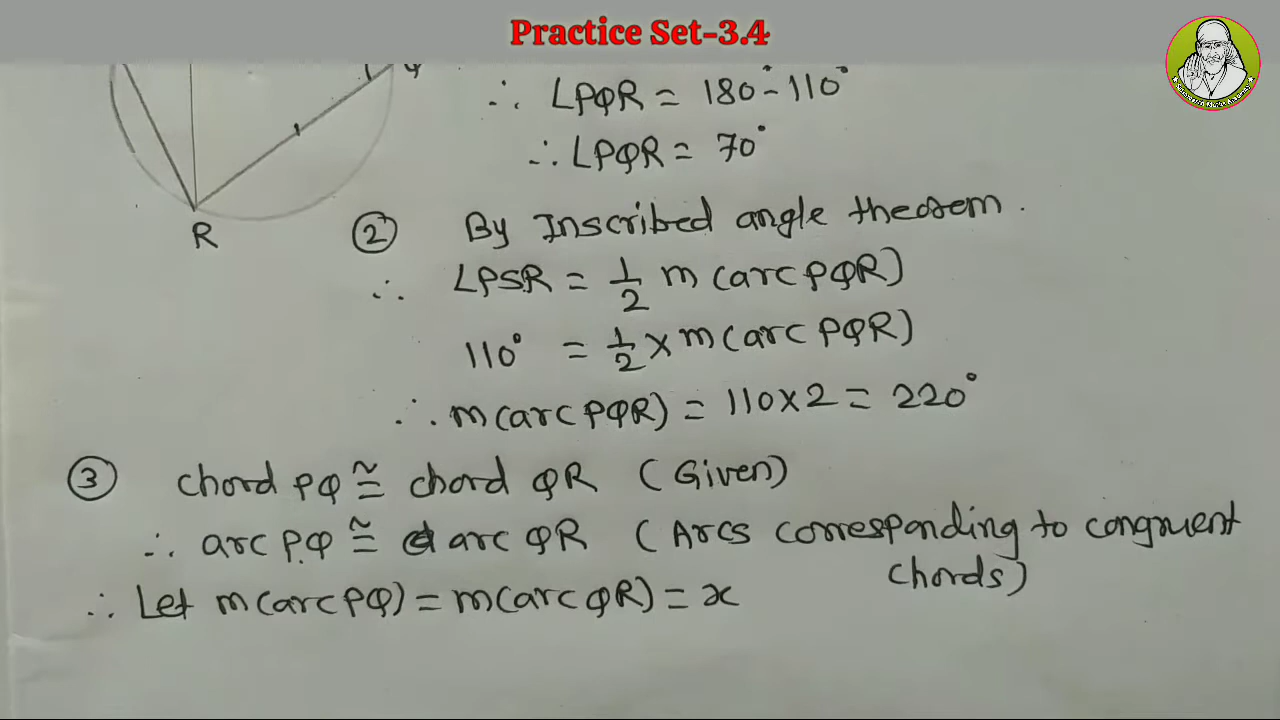 Practice Set-3.4
∴ ∠PQR = 180° - 110°
∴ ∠PQR = 70°
R
② By Inscribed angle theorem.
∴ ∠PSR = 1/2 m(arc PQR)
110° = 1/2 × m(arc PQR)
∴ m(arc PQR) = 110×2 = 220°
③ chord PQ ≅ chord QR (Given)
∴ arc PQ ≅ arc QR (Arcs corresponding to congruent
chords)
∴ Let m(arc PQ) = m(arc QR) = x